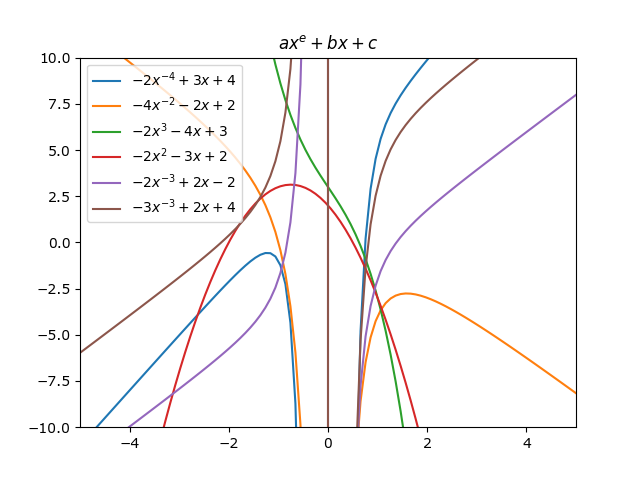 $ax^e + bx + c$
10.0
7.5
5.0
2.5
0.0
−2.5
−5.0
−7.5
−10.0
$-2x^{-4} + 3x + 4$
$-4x^{-2} - 2x + 2$
$-2x^3 - 4x + 3$
$-2x^2 - 3x + 2$
$-2x^{-3} + 2x - 2$
$-3x^{-3} + 2x + 4$
−4 −2 0 2 4